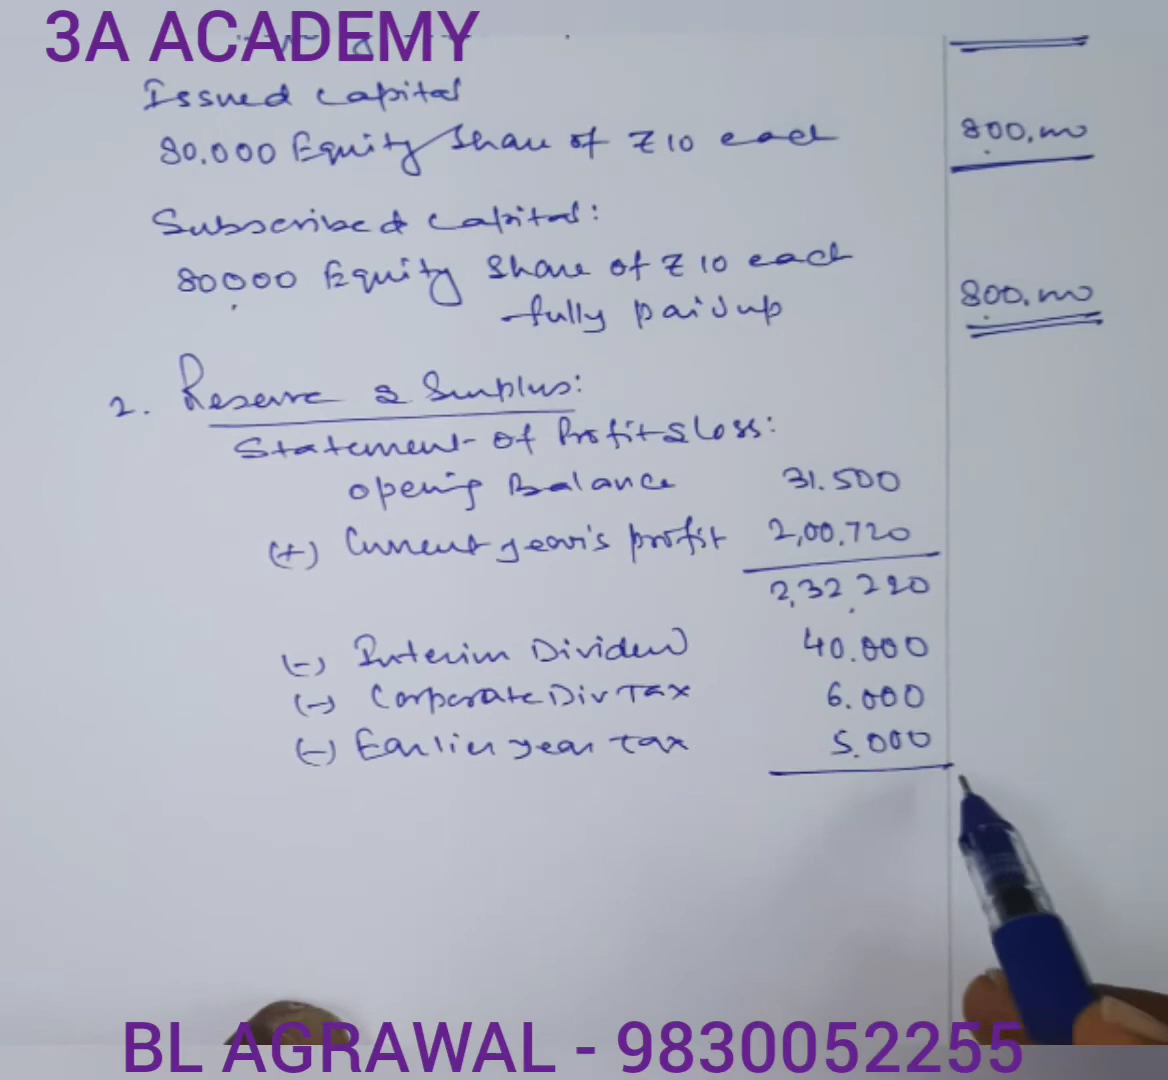 3A ACADEMY
Issued capital
80,000 Equity Share of ₹10 each 800,000
Subscribed capital:
80000 Equity Share of ₹10 each
fully paidup 800,000
2. Reserve & Surplus:
Statement of Profit & Loss:
Opening Balance 31.500
(+) Current year's profit 2,00.720
2,32,220
(-) Interim Dividend 40.000
(-) Corporate Div Tax 6.000
(-) Earlier year tax 5.000
BL AGRAWAL - 9830052255